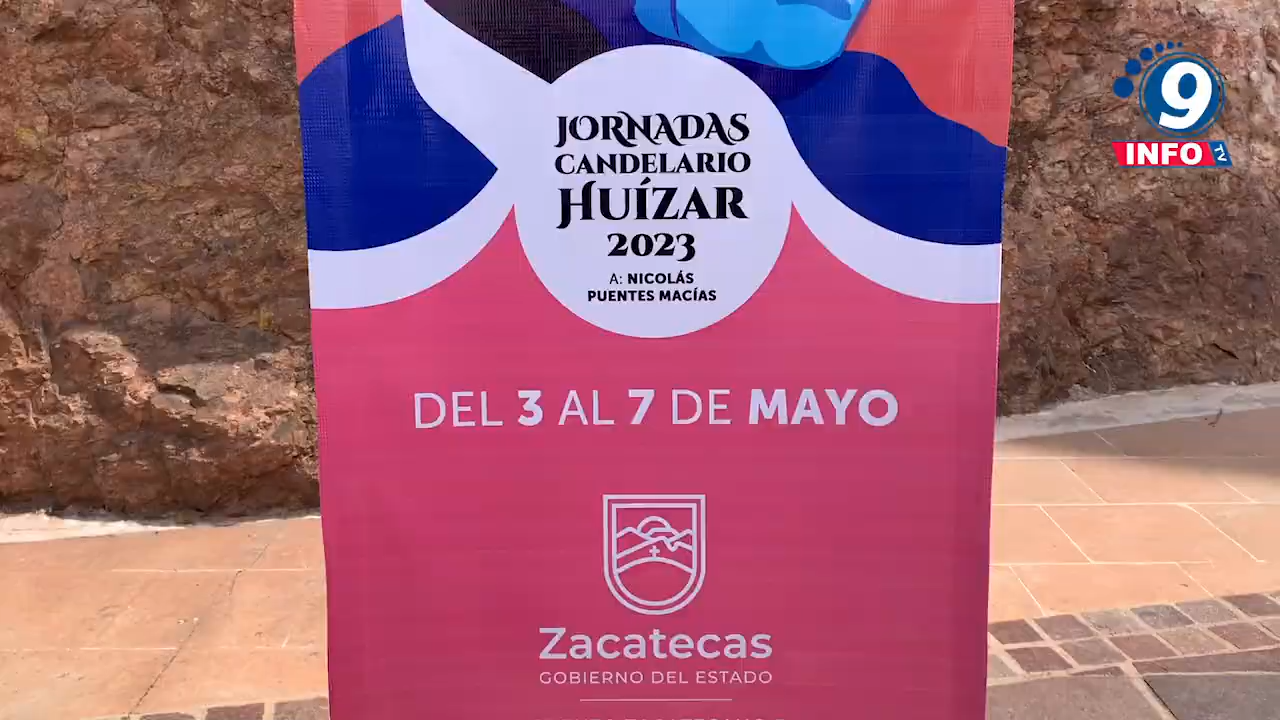 JORNADAS
CANDELARIO
HUÍZAR
2023
A: NICOLÁS
PUENTES MACÍAS
DEL 3 AL 7 DE MAYO
Zacatecas
GOBIERNO DEL ESTADO
9
INFO TV